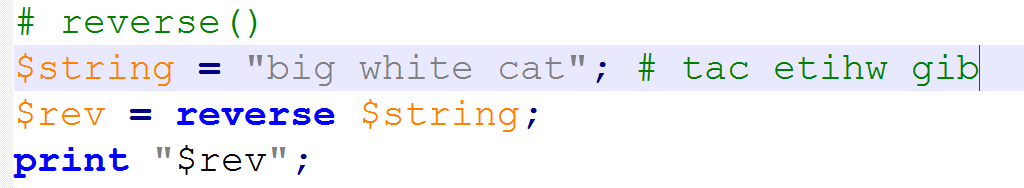 # reverse()
$string = "big white cat"; # tac etihw gib
$rev = reverse $string;
print "$rev";